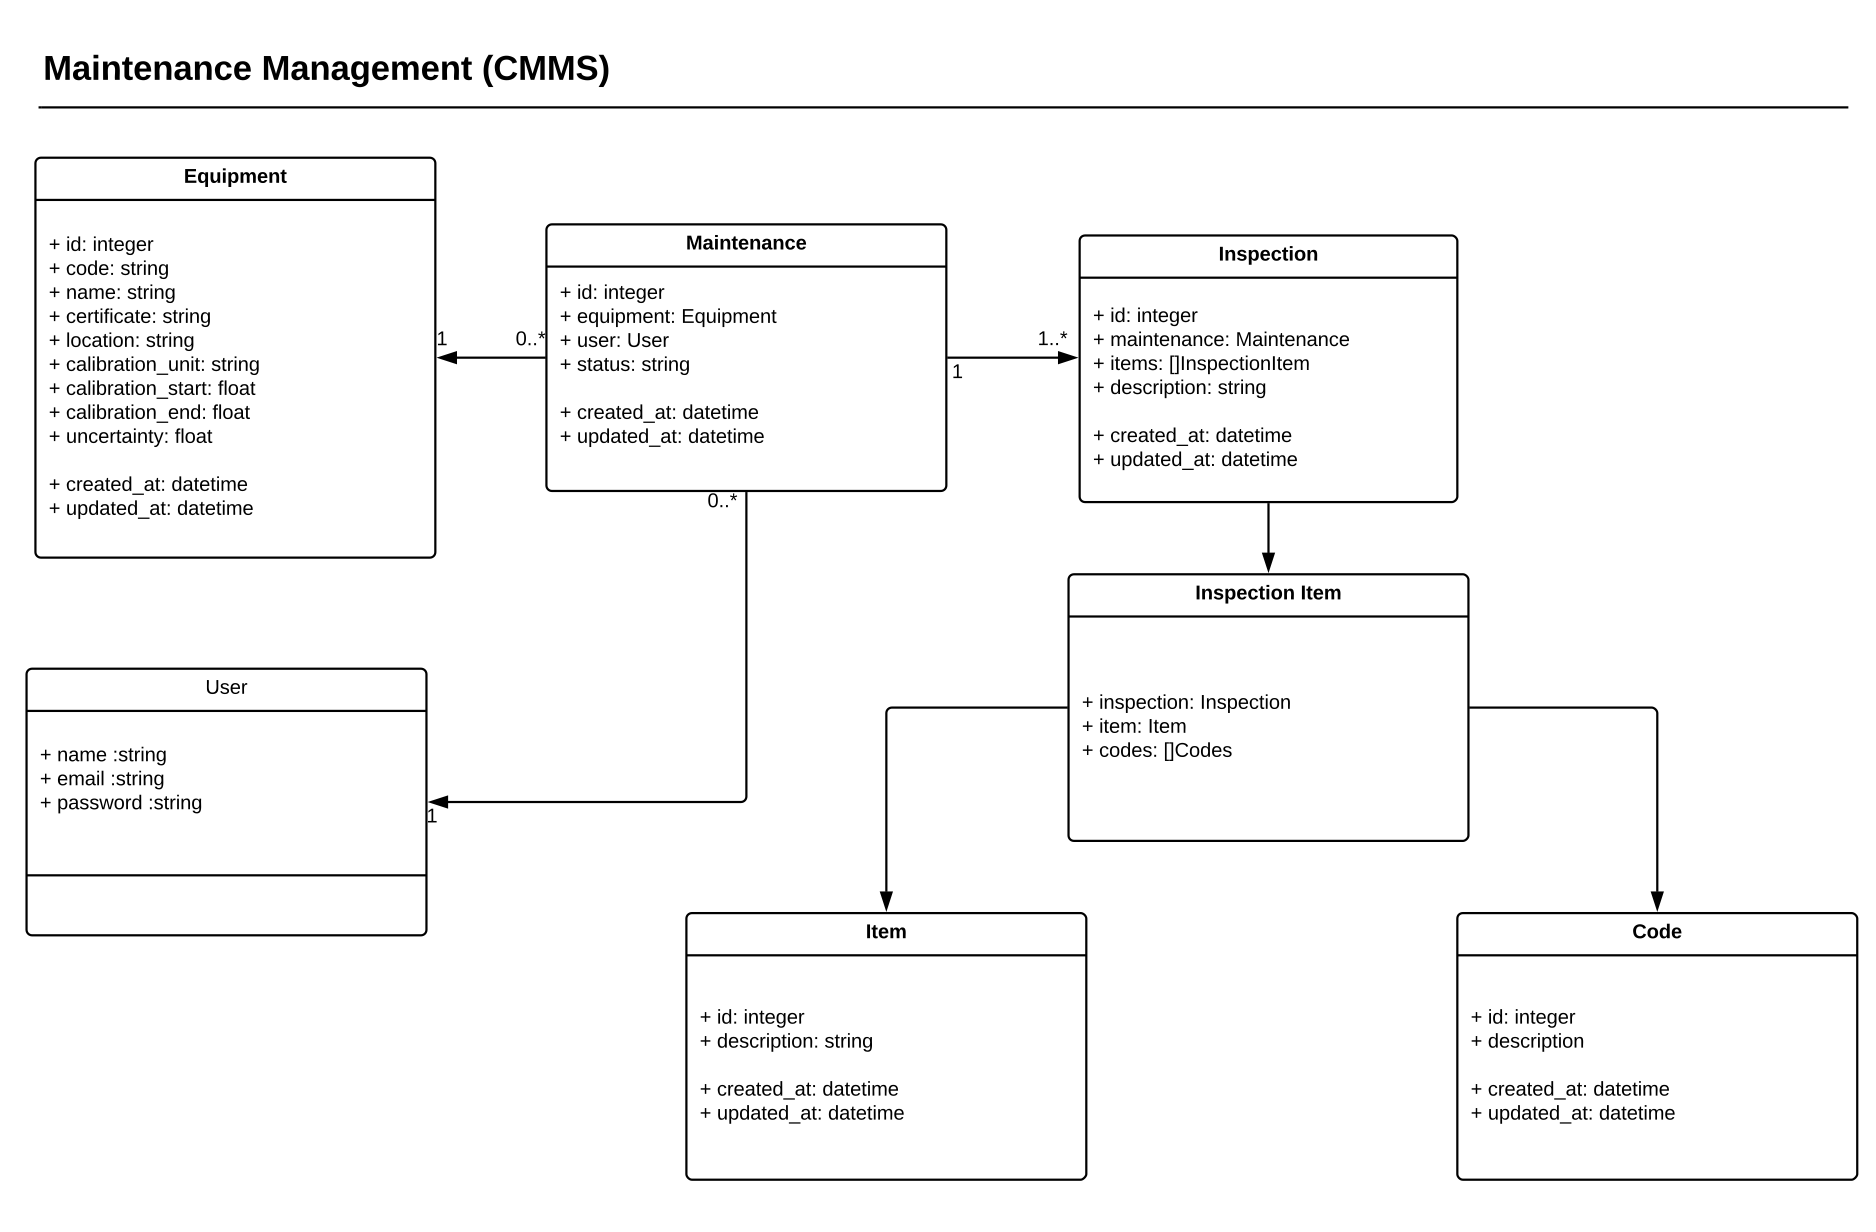 Maintenance Management (CMMS)
Equipment
+ id: integer
+ code: string
+ name: string
+ certificate: string
+ location: string
+ calibration_unit: string
+ calibration_start: float
+ calibration_end: float
+ uncertainty: float
+ created_at: datetime
+ updated_at: datetime
1
0..*
Maintenance
+ id: integer
+ equipment: Equipment
+ user: User
+ status: string
+ created_at: datetime
+ updated_at: datetime
1..*
1
0..*
Inspection
+ id: integer
+ maintenance: Maintenance
+ items: []InspectionItem
+ description: string
+ created_at: datetime
+ updated_at: datetime
Inspection Item
+ inspection: Inspection
+ item: Item
+ codes: []Codes
User
+ name :string
+ email :string
+ password :string
1
Item
+ id: integer
+ description: string
+ created_at: datetime
+ updated_at: datetime
Code
+ id: integer
+ description
+ created_at: datetime
+ updated_at: datetime